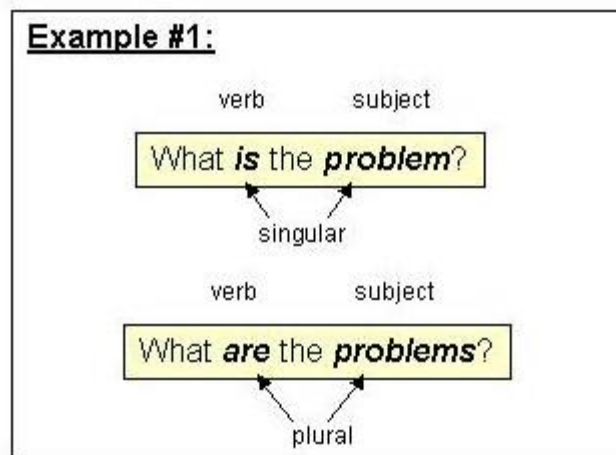 Example #1:
verb subject
What is the problem?
singular
verb subject
What are the problems?
plural